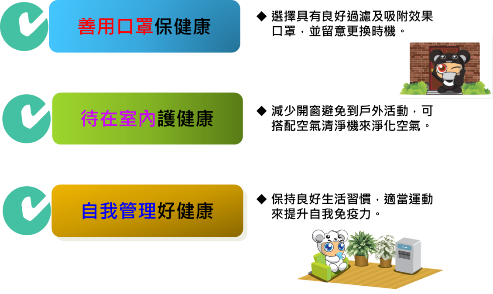 善用口罩保健康
◆ 選擇具有良好過濾及吸附效果
口罩，並留意更換時機。
待在室內護健康
◆ 減少開窗避免到戶外活動，可
搭配空氣清淨機來淨化空氣。
自我管理好健康
◆ 保持良好生活習慣，適當運動
來提升自我免疫力。